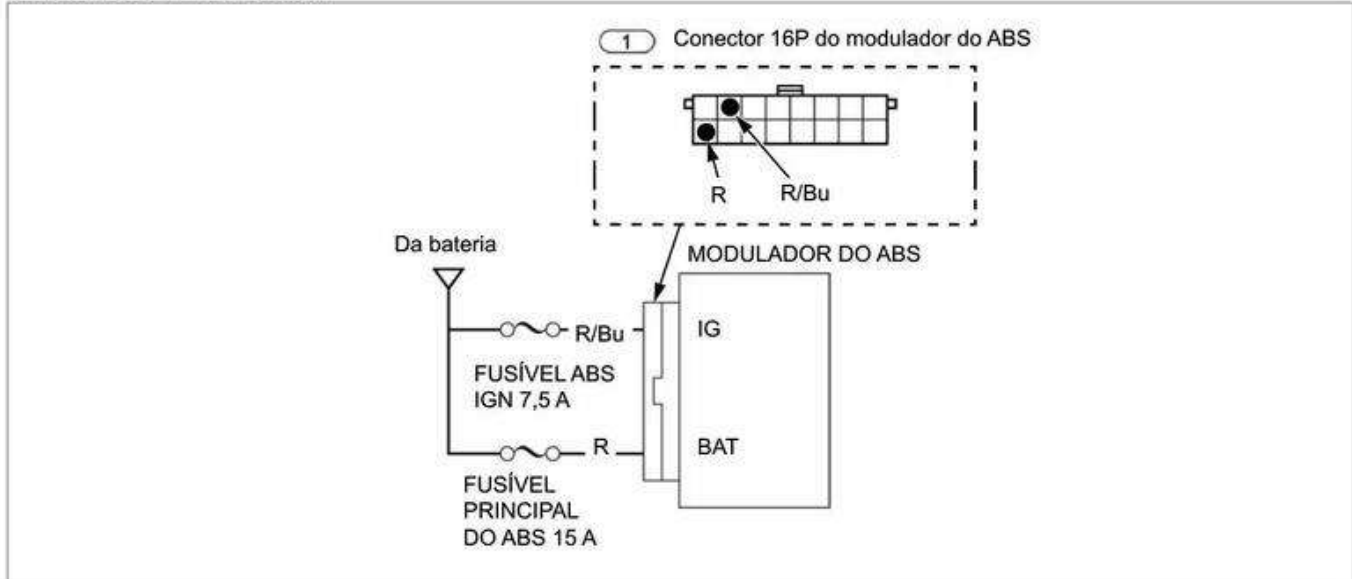 1 Conector 16P do modulador do ABS
R
R/Bu
Da bateria
MODULADOR DO ABS
R/Bu
IG
FUSÍVEL ABS
IGN 7,5 A
R
BAT
FUSÍVEL
PRINCIPAL
DO ABS 15 A